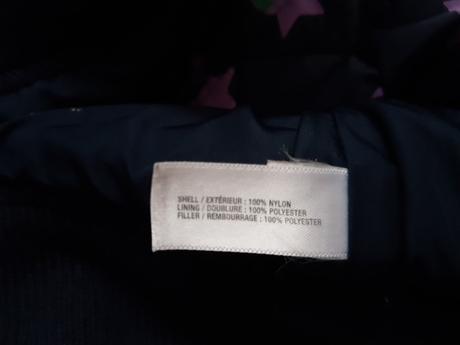 SHELL / EXTÉRIEUR : 100% NYLON
LINING / DOUBLURE : 100% POLYESTER
FILLER / REMBOURRAGE : 100% POLYESTER